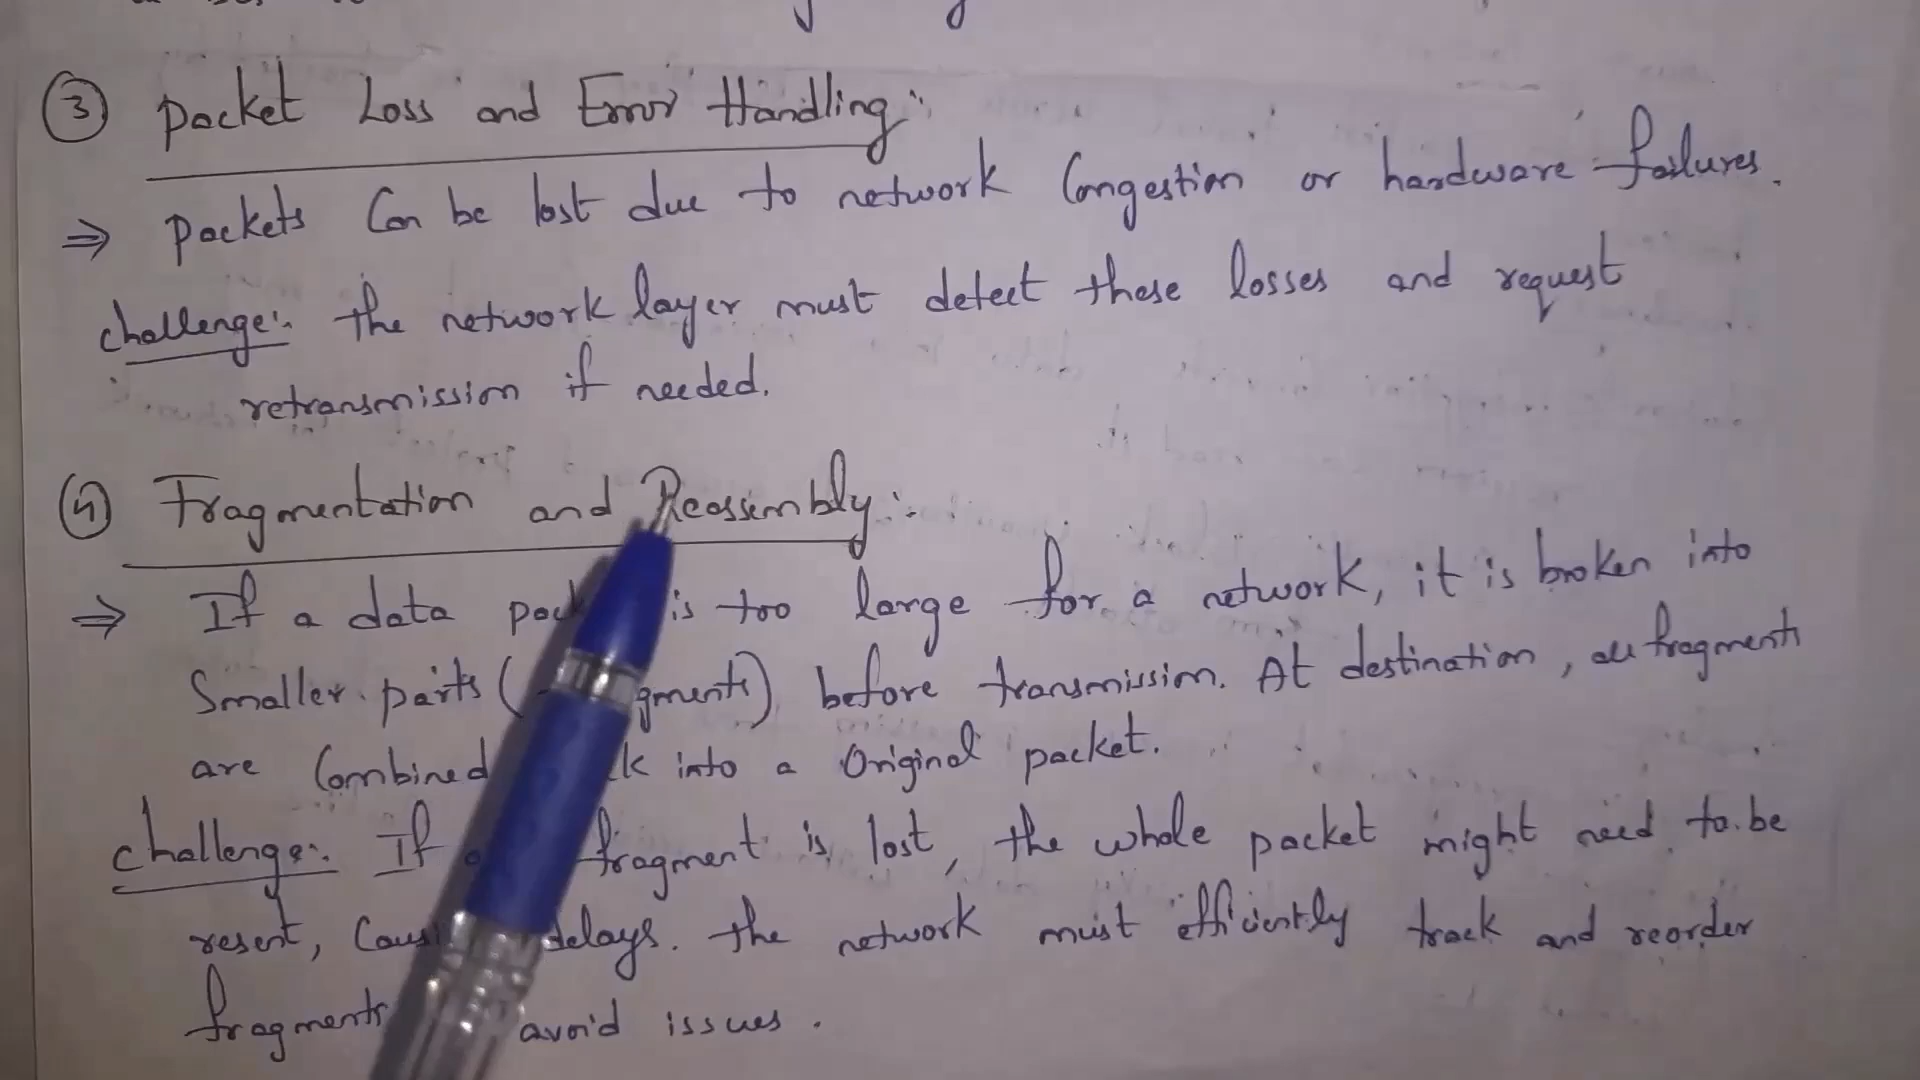 ③ packet Loss and Error Handling:
⇒ packets Can be lost due to network Congestion or hardware failures.
challenge: the network layer must detect these losses and request
retransmission if needed.
④ Fragmentation and Reassembly:
⇒ If a data is too large for a network, it is broken into
Smaller parts ( before transmission. At destination, all fragments
are Combined into a Original packet.
challenge: If fragment is lost, the whole packet might need to be
resent, delays. the network must efficiently track and reorder
fragments avoid issues.